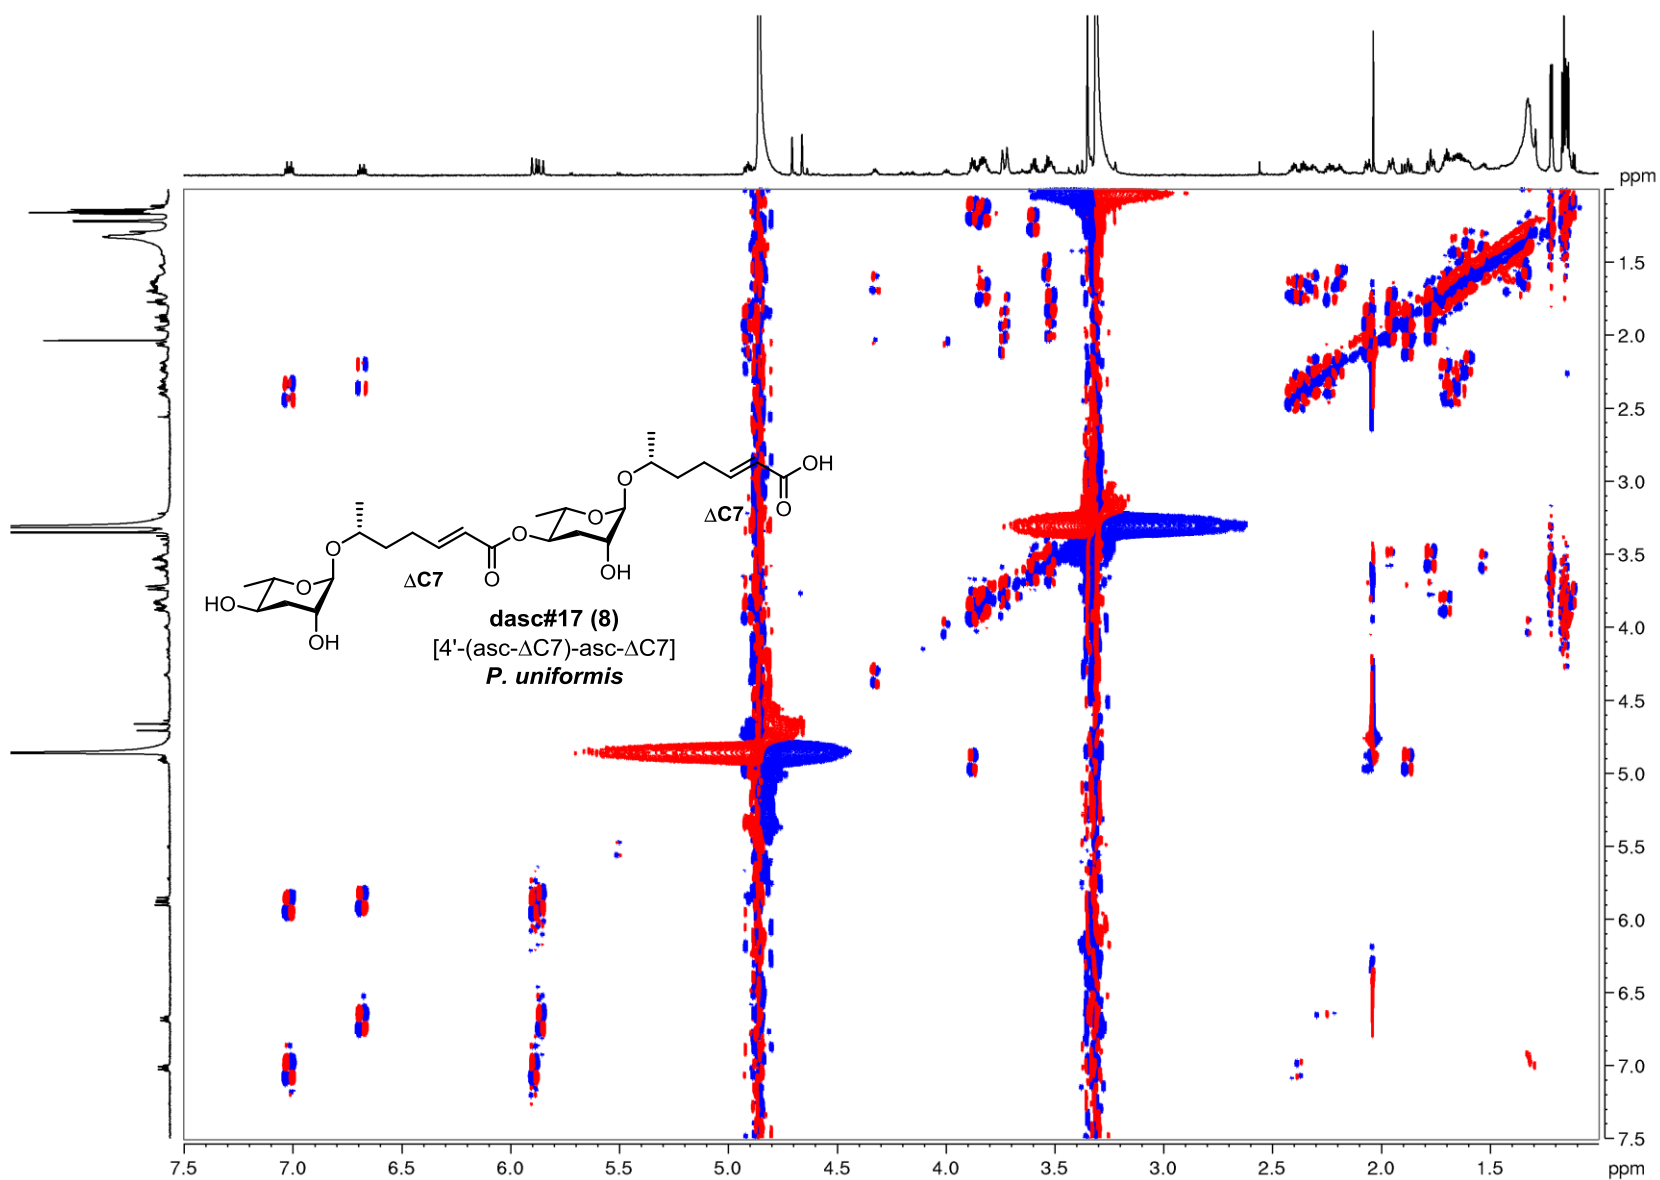 ppm
1.5
2.0
2.5
3.0
3.5
4.0
4.5
5.0
5.5
6.0
6.5
7.0
7.5
O
OH
O
ΔC7
O
O
O
O
ΔC7
O
OH
O
HO
OH
dasc#17 (8)
[4'-(asc-ΔC7)-asc-ΔC7]
P. uniformis
7.5 7.0 6.5 6.0 5.5 5.0 4.5 4.0 3.5 3.0 2.5 2.0 1.5 ppm